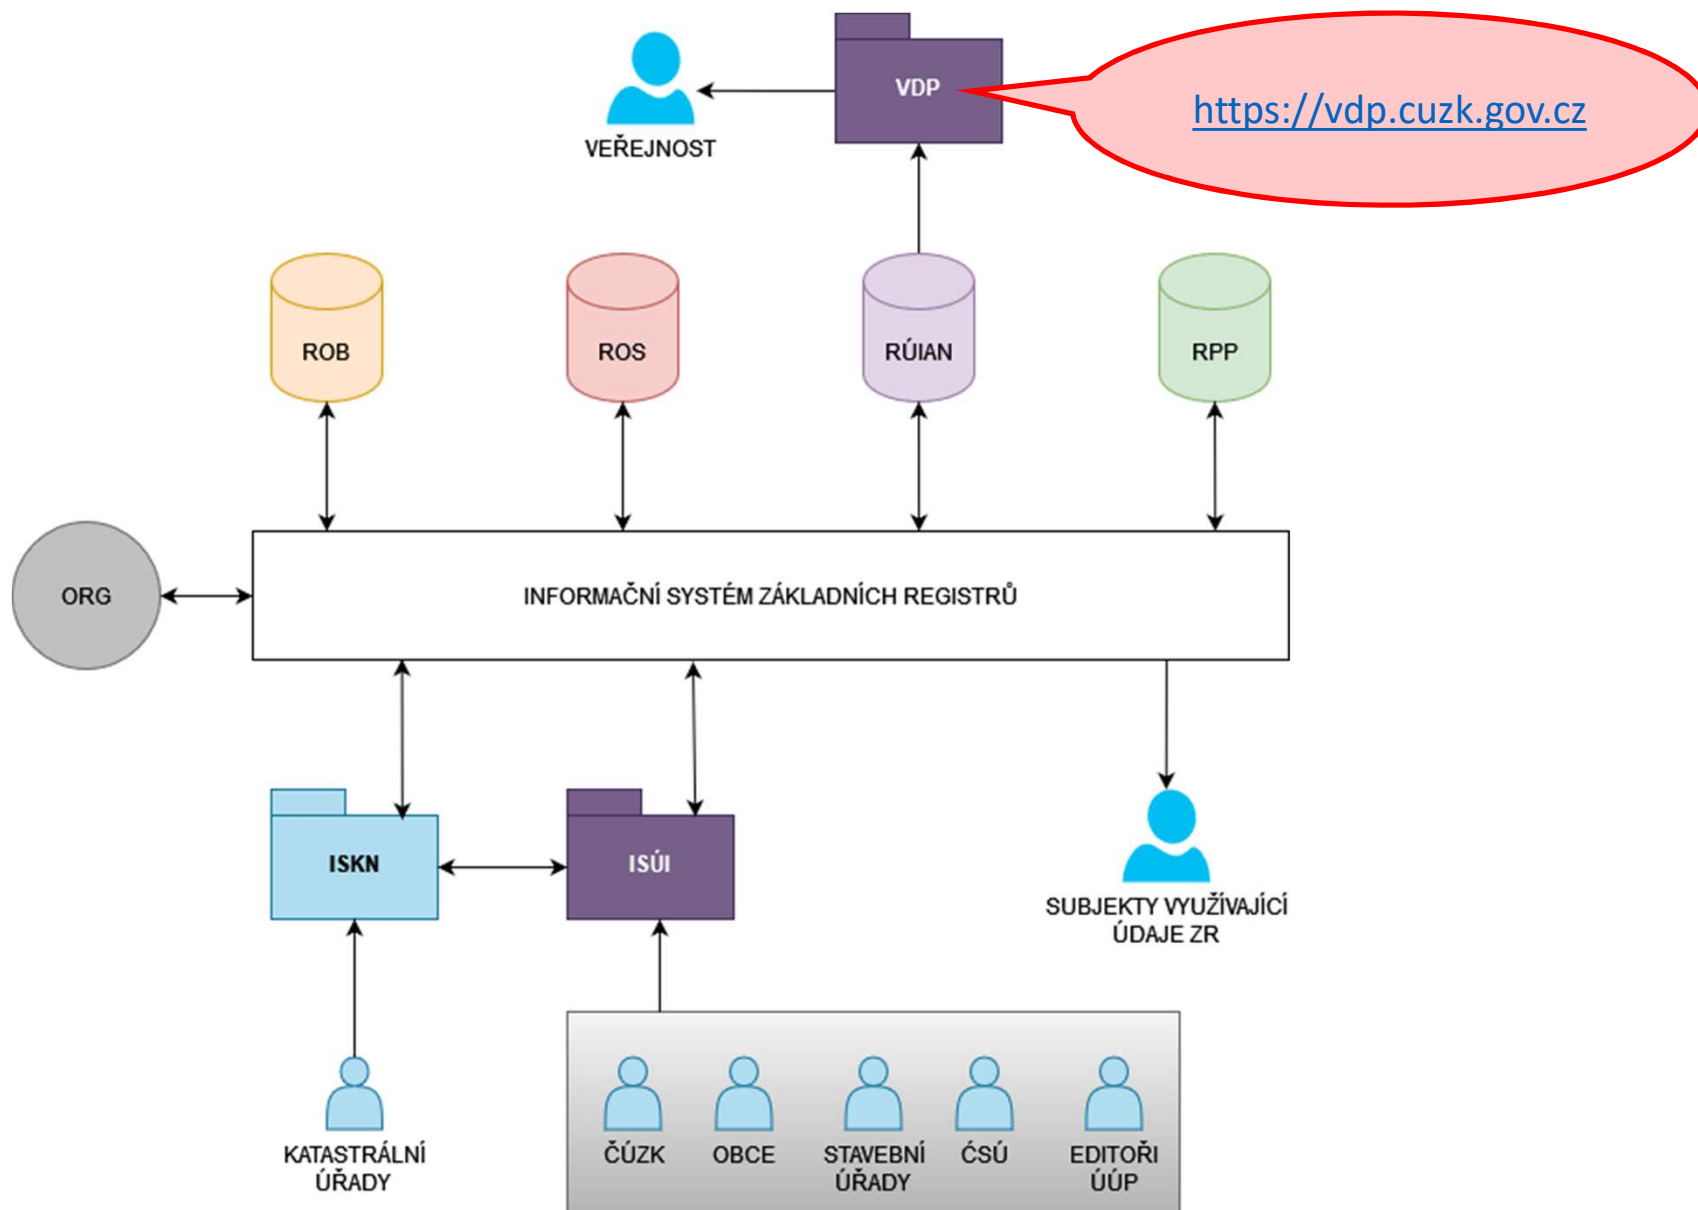 VDP
https://vdp.cuzk.gov.cz
VEŘEJNOST
ROB
ROS
RÚIAN
RPP
ORG
INFORMAČNÍ SYSTÉM ZÁKLADNÍCH REGISTRŮ
ISKN
ISÚI
SUBJEKTY VYUŽÍVAJÍCÍ
ÚDAJE ZR
KATASTRÁLNÍ
ÚŘADY
ČÚZK
OBCE
STAVEBNÍ
ÚŘADY
ĆSÚ
EDITOŘI
ÚÚP